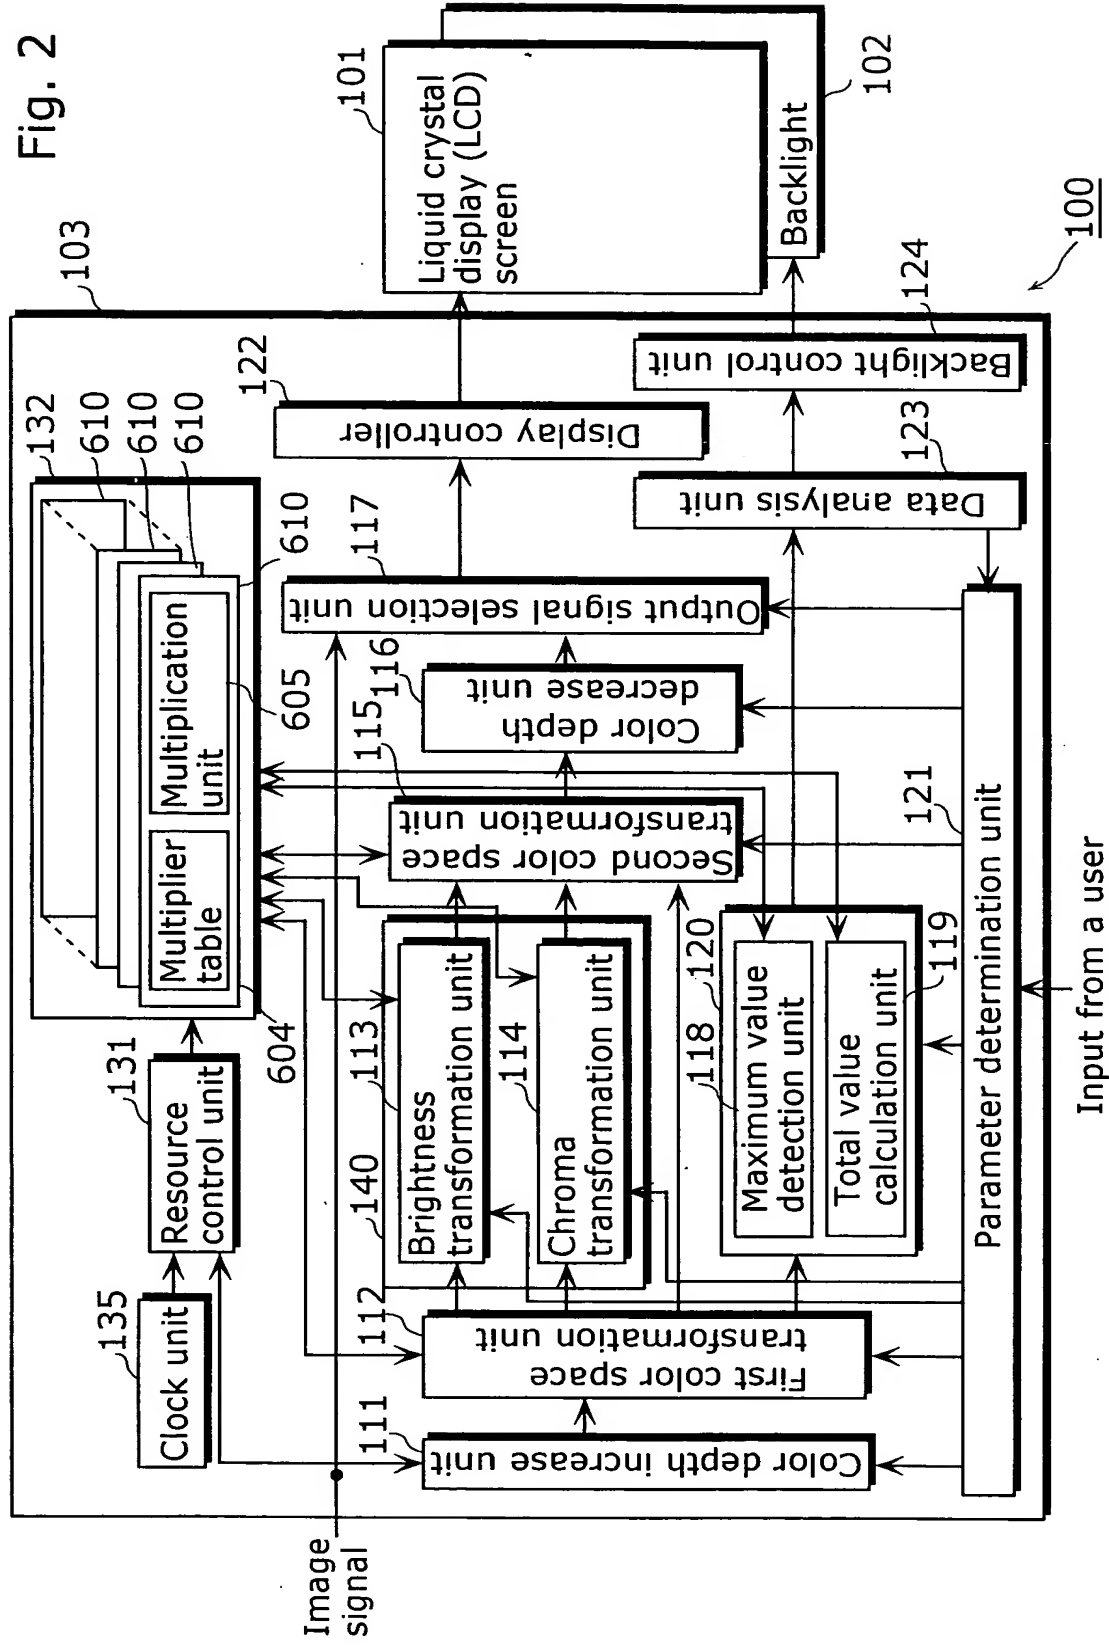 Fig. 2
103
101
Liquid crystal
display (LCD)
screen
Backlight
102
100
132
610
610
610
610
Multiplier
table
Multiplication
unit
604
605
135
Clock unit
131
Resource
control unit
122
Display controller
117
Output signal selection unit
116
Color depth
decrease unit
115
Second color space
transformation unit
140
113
Brightness
transformation unit
114
Chroma
transformation unit
112
First color space
transformation unit
111
Color depth increase unit
Image
signal
124
Backlight control unit
123
Data analysis unit
120
118
Maximum value
detection unit
119
Total value
calculation unit
121
Parameter determination unit
Input from a user